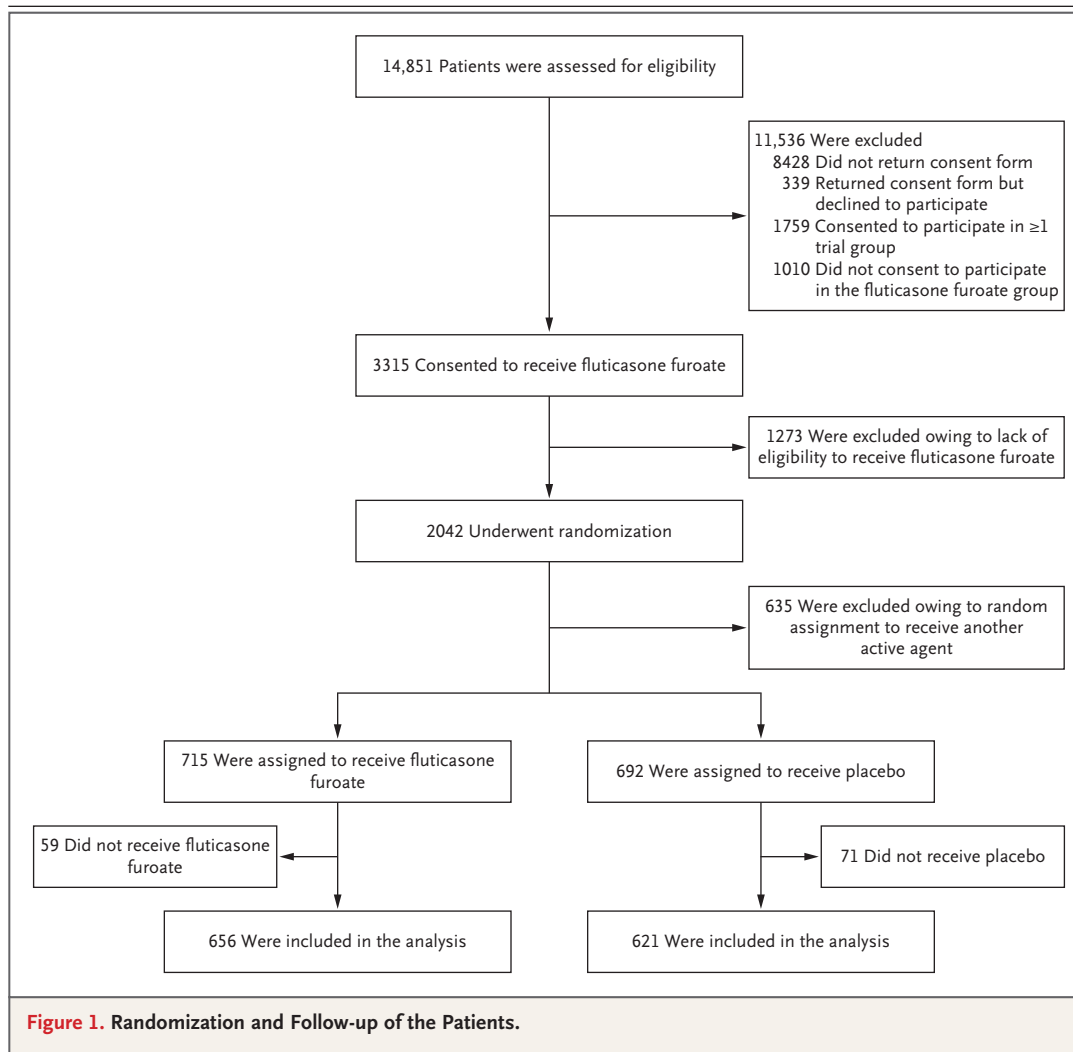 14,851 Patients were assessed for eligibility
11,536 Were excluded
8428 Did not return consent form
339 Returned consent form but
declined to participate
1759 Consented to participate in ≥1
trial group
1010 Did not consent to participate
in the fluticasone furoate group
3315 Consented to receive fluticasone furoate
1273 Were excluded owing to lack of
eligibility to receive fluticasone furoate
2042 Underwent randomization
635 Were excluded owing to random
assignment to receive another
active agent
715 Were assigned to receive fluticasone
furoate
692 Were assigned to receive placebo
59 Did not receive fluticasone
furoate
71 Did not receive placebo
656 Were included in the analysis
621 Were included in the analysis
Figure 1. Randomization and Follow-up of the Patients.